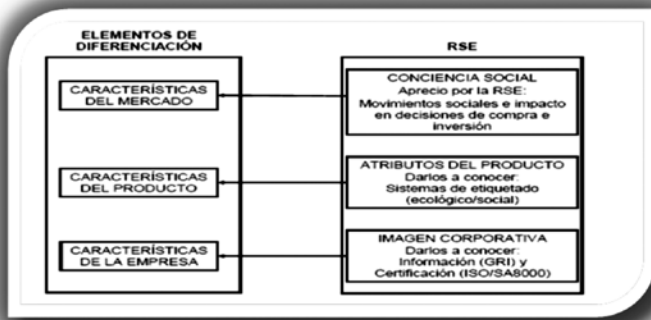 ELEMENTOS DE
DIFERENCIACIÓN
RSE
CARACTERÍSTICAS
DEL MERCADO
CONCIENCIA SOCIAL
Aprecio por la RSE:
Movimientos sociales e impacto
en decisiones de compra e
inversión
CARACTERÍSTICAS
DEL PRODUCTO
ATRIBUTOS DEL PRODUCTO
Darlos a conocer:
Sistemas de etiquetado
(ecológico/social)
CARACTERÍSTICAS
DE LA EMPRESA
IMAGEN CORPORATIVA
Darlos a conocer:
Información (GRI) y
Certificación (ISO/SA8000)